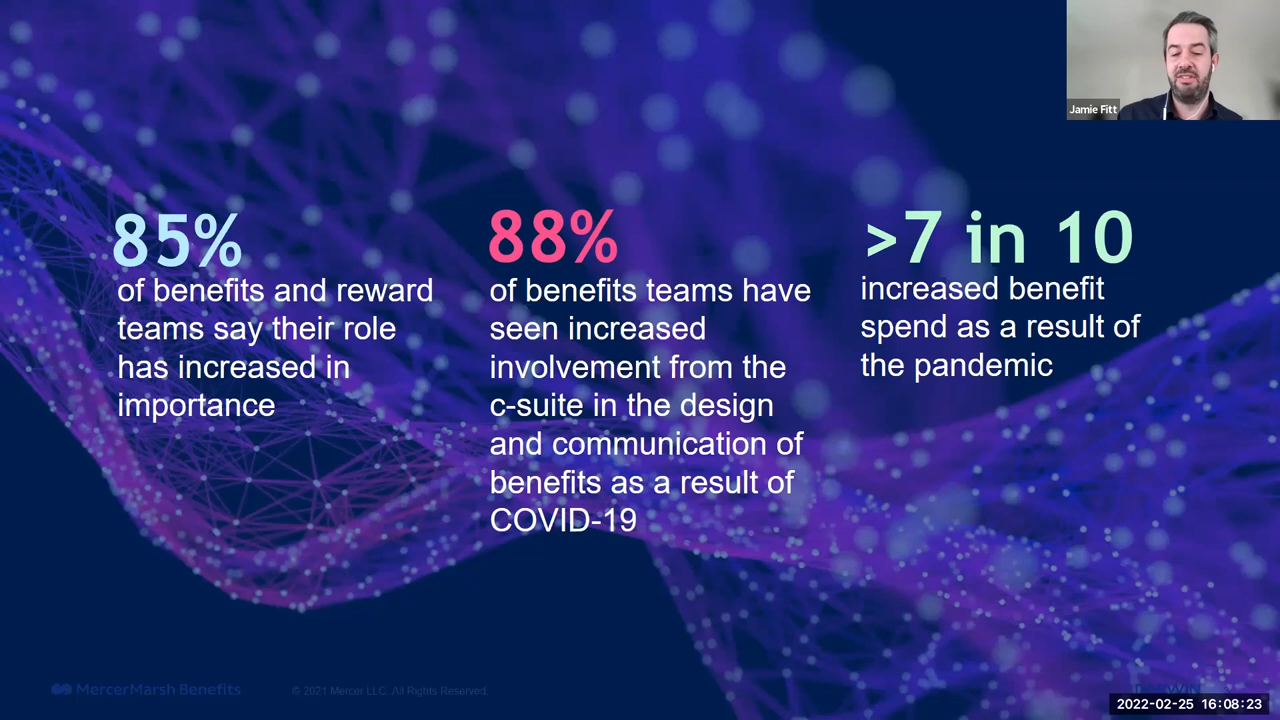 Jamie Fitt
85%
of benefits and reward
teams say their role
has increased in
importance
88%
of benefits teams have
seen increased
involvement from the
c-suite in the design
and communication of
benefits as a result of
COVID-19
>7 in 10
increased benefit
spend as a result of
the pandemic
MercerMarsh Benefits
© 2021 Mercer LLC. All Rights Reserved.
2022-02-25 16:08:23